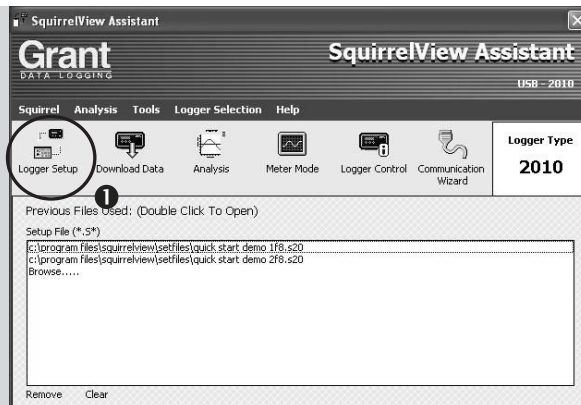 SquirrelView Assistant
Grant
DATA LOGGING
SquirrelView Assistant
USB - 2010
Squirrel Analysis Tools Logger Selection Help
Logger Setup
Download Data
Analysis
Meter Mode
Logger Control
Communication
Wizard
Logger Type
2010
1
Previous Files Used: (Double Click To Open)
Setup File (*.S*)
c:\program files\squirrelview\setfiles\quick start demo 1f8.s20
c:\program files\squirrelview\setfiles\quick start demo 2f8.s20
Browse.....
Remove Clear